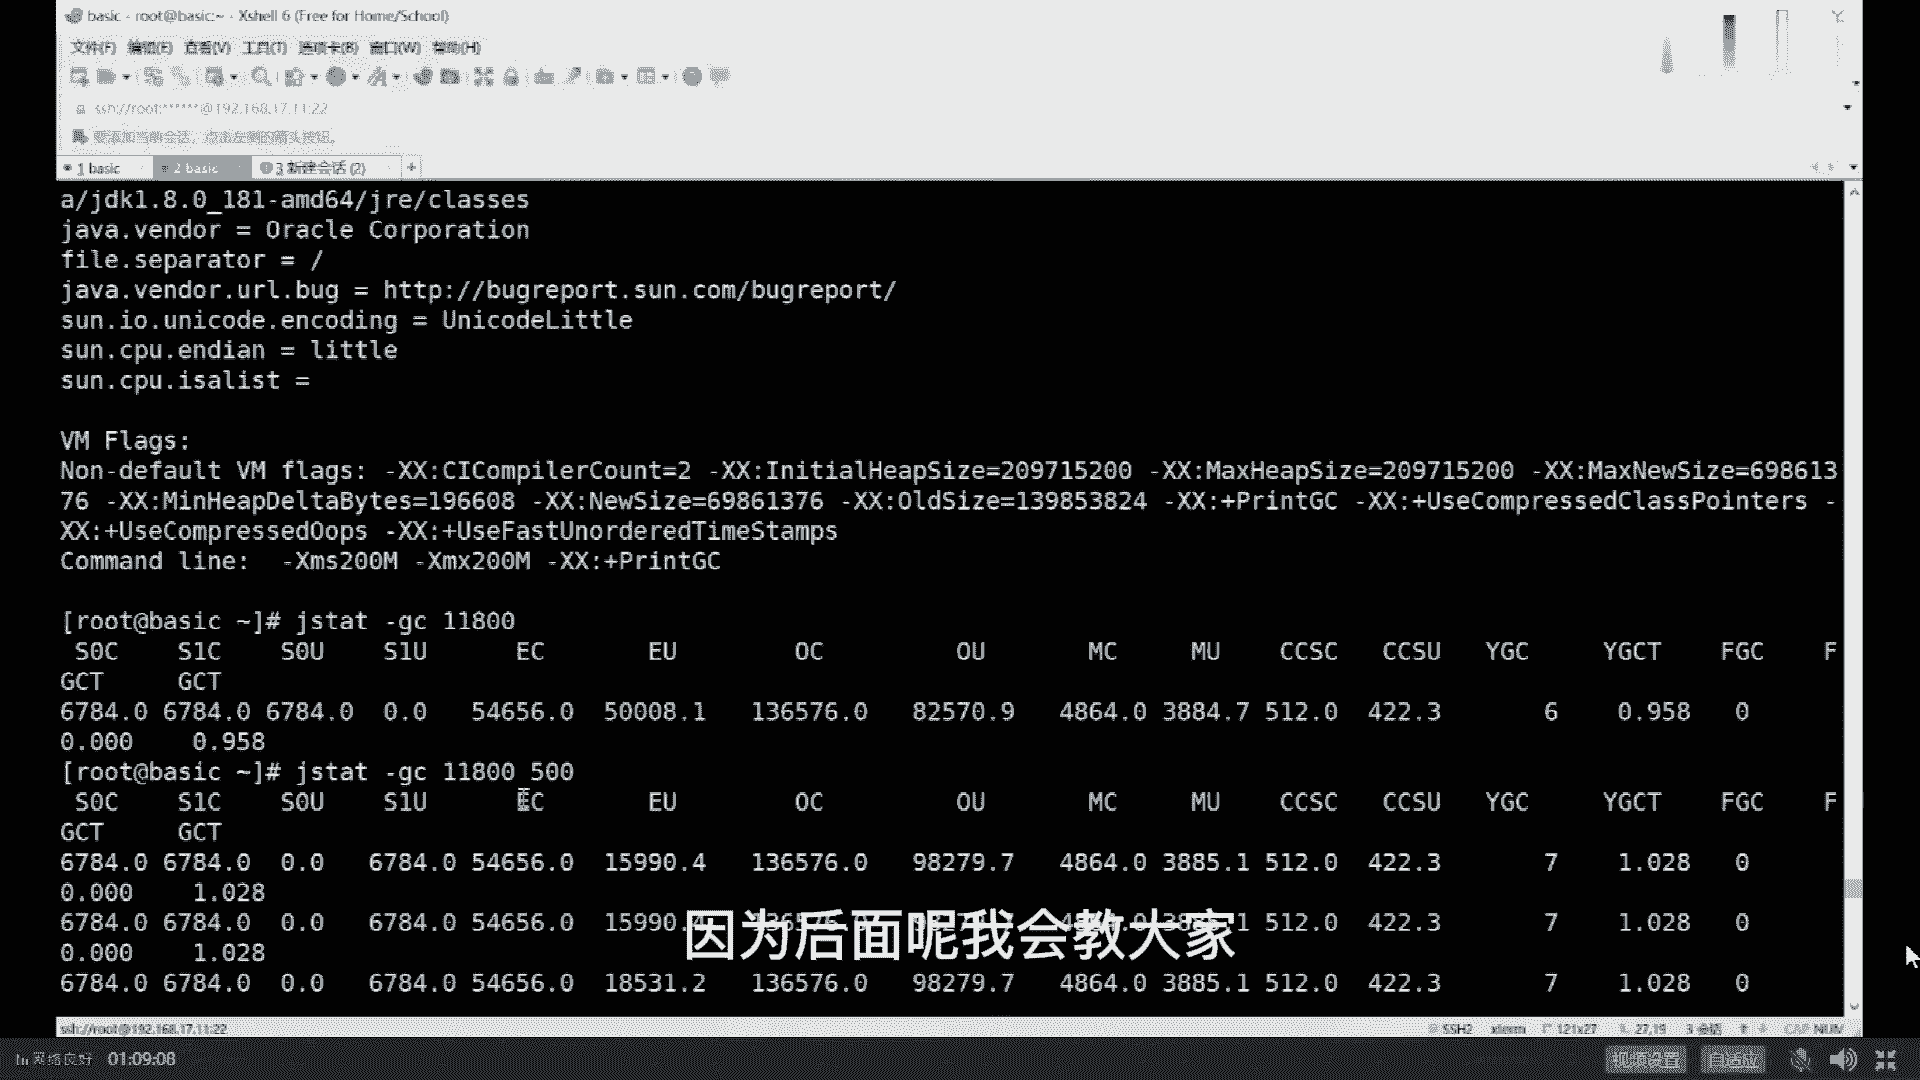 basic - root@basic:~ - Xshell 6 (Free for Home/School)
文件(F) 编辑(E) 查看(V) 工具(T) 选项卡(B) 窗口(W) 帮助(H)
ssh://root:******@192.168.17.11:22
要添加当前会话，点击左侧的箭头按钮。
1 basic 2 basic 3 新建会话 (2) +
a/jdk1.8.0_181-amd64/jre/classes
java.vendor = Oracle Corporation
file.separator = /
java.vendor.url.bug = http://bugreport.sun.com/bugreport/
sun.io.unicode.encoding = UnicodeLittle
sun.cpu.endian = little
sun.cpu.isalist =
VM Flags:
Non-default VM flags: -XX:CICompilerCount=2 -XX:InitialHeapSize=209715200 -XX:MaxHeapSize=209715200 -XX:MaxNewSize=698613
76 -XX:MinHeapDeltaBytes=196608 -XX:NewSize=69861376 -XX:OldSize=139853824 -XX:+PrintGC -XX:+UseCompressedClassPointers -
XX:+UseCompressedOops -XX:+UseFastUnorderedTimeStamps
Command line:  -Xms200M -Xmx200M -XX:+PrintGC
[root@basic ~]# jstat -gc 11800
S0C S1C S0U S1U EC EU OC OU MC MU CCSC CCSU YGC YGCT FGC F
GCT GCT
6784.0 6784.0 6784.0 0.0 54656.0 50008.1 136576.0 82570.9 4864.0 3884.7 512.0 422.3 6 0.958 0
0.000 0.958
[root@basic ~]# jstat -gc 11800 500
S0C S1C S0U S1U EC EU OC OU MC MU CCSC CCSU YGC YGCT FGC F
GCT GCT
6784.0 6784.0 0.0 6784.0 54656.0 15990.4 136576.0 98279.7 4864.0 3885.1 512.0 422.3 7 1.028 0
0.000 1.028
6784.0 6784.0 0.0 6784.0 54656.0 15990.4 136576.0 98279.7 4864.0 3885.1 512.0 422.3 7 1.028 0
因为后面呢我会教大家
0.000 1.028
6784.0 6784.0 0.0 6784.0 54656.0 18531.2 136576.0 98279.7 4864.0 3885.1 512.0 422.3 7 1.028 0
ssh://root@192.168.17.11:22 SSH2 xterm 121x27 27,19 3 会话 CAP NUM
网络良好 01:09:08 视频设置 自适应